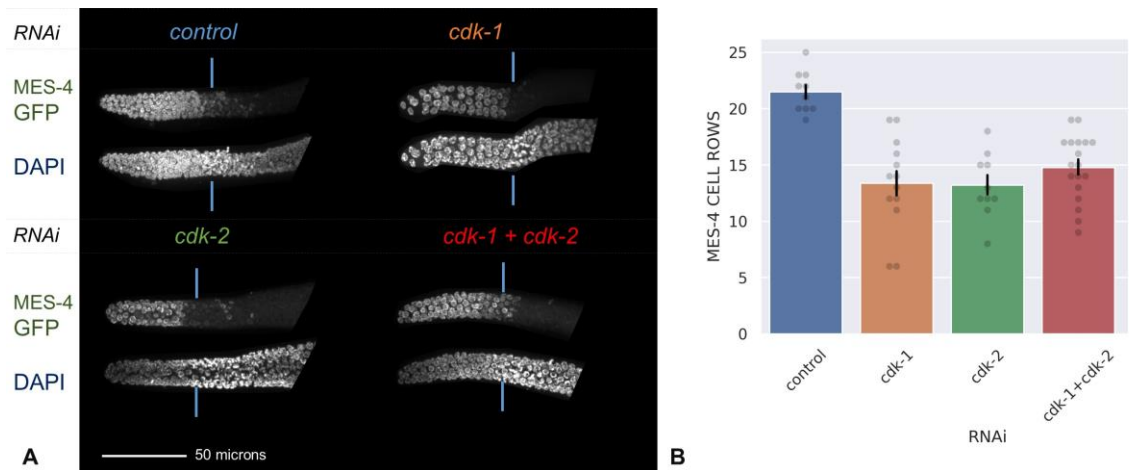 RNAi control cdk-1
MES-4
GFP
DAPI
RNAi cdk-2 cdk-1 + cdk-2
MES-4
GFP
DAPI
A 50 microns
B
25
20
15
10
5
0
MES-4 CELL ROWS
control cdk-1 cdk-2 cdk-1+cdk-2
RNAi